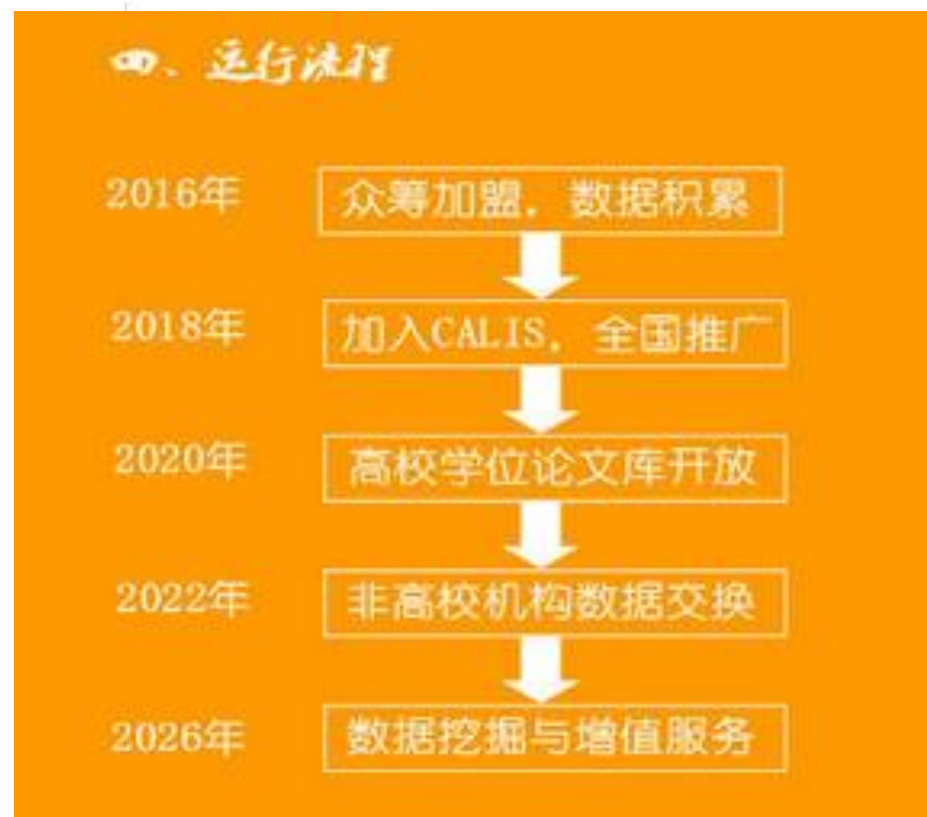 四、运行流程
2016年 众筹加盟，数据积累
2018年 加入CALIS，全国推广
2020年 高校学位论文库开放
2022年 非高校机构数据交换
2026年 数据挖掘与增值服务